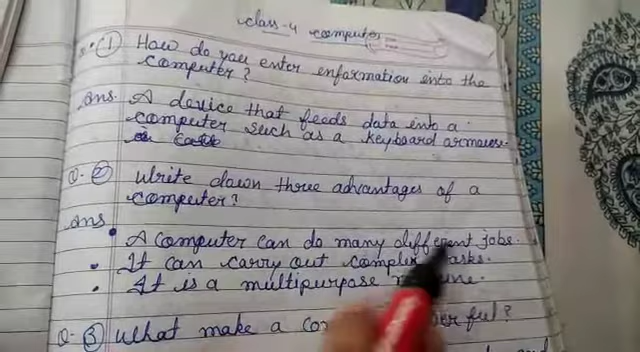 class-4 computer
Q.① How do you enter enformation into the
computer?
Ans. A device that feeds data into a
computer such as a keyboard or mouse.
Q.② Write down three advantages of a
computer?
Ans
• A computer can do many different jobs.
• It can carry out complex tasks.
• It is a multipurpose
Q.③ What make a